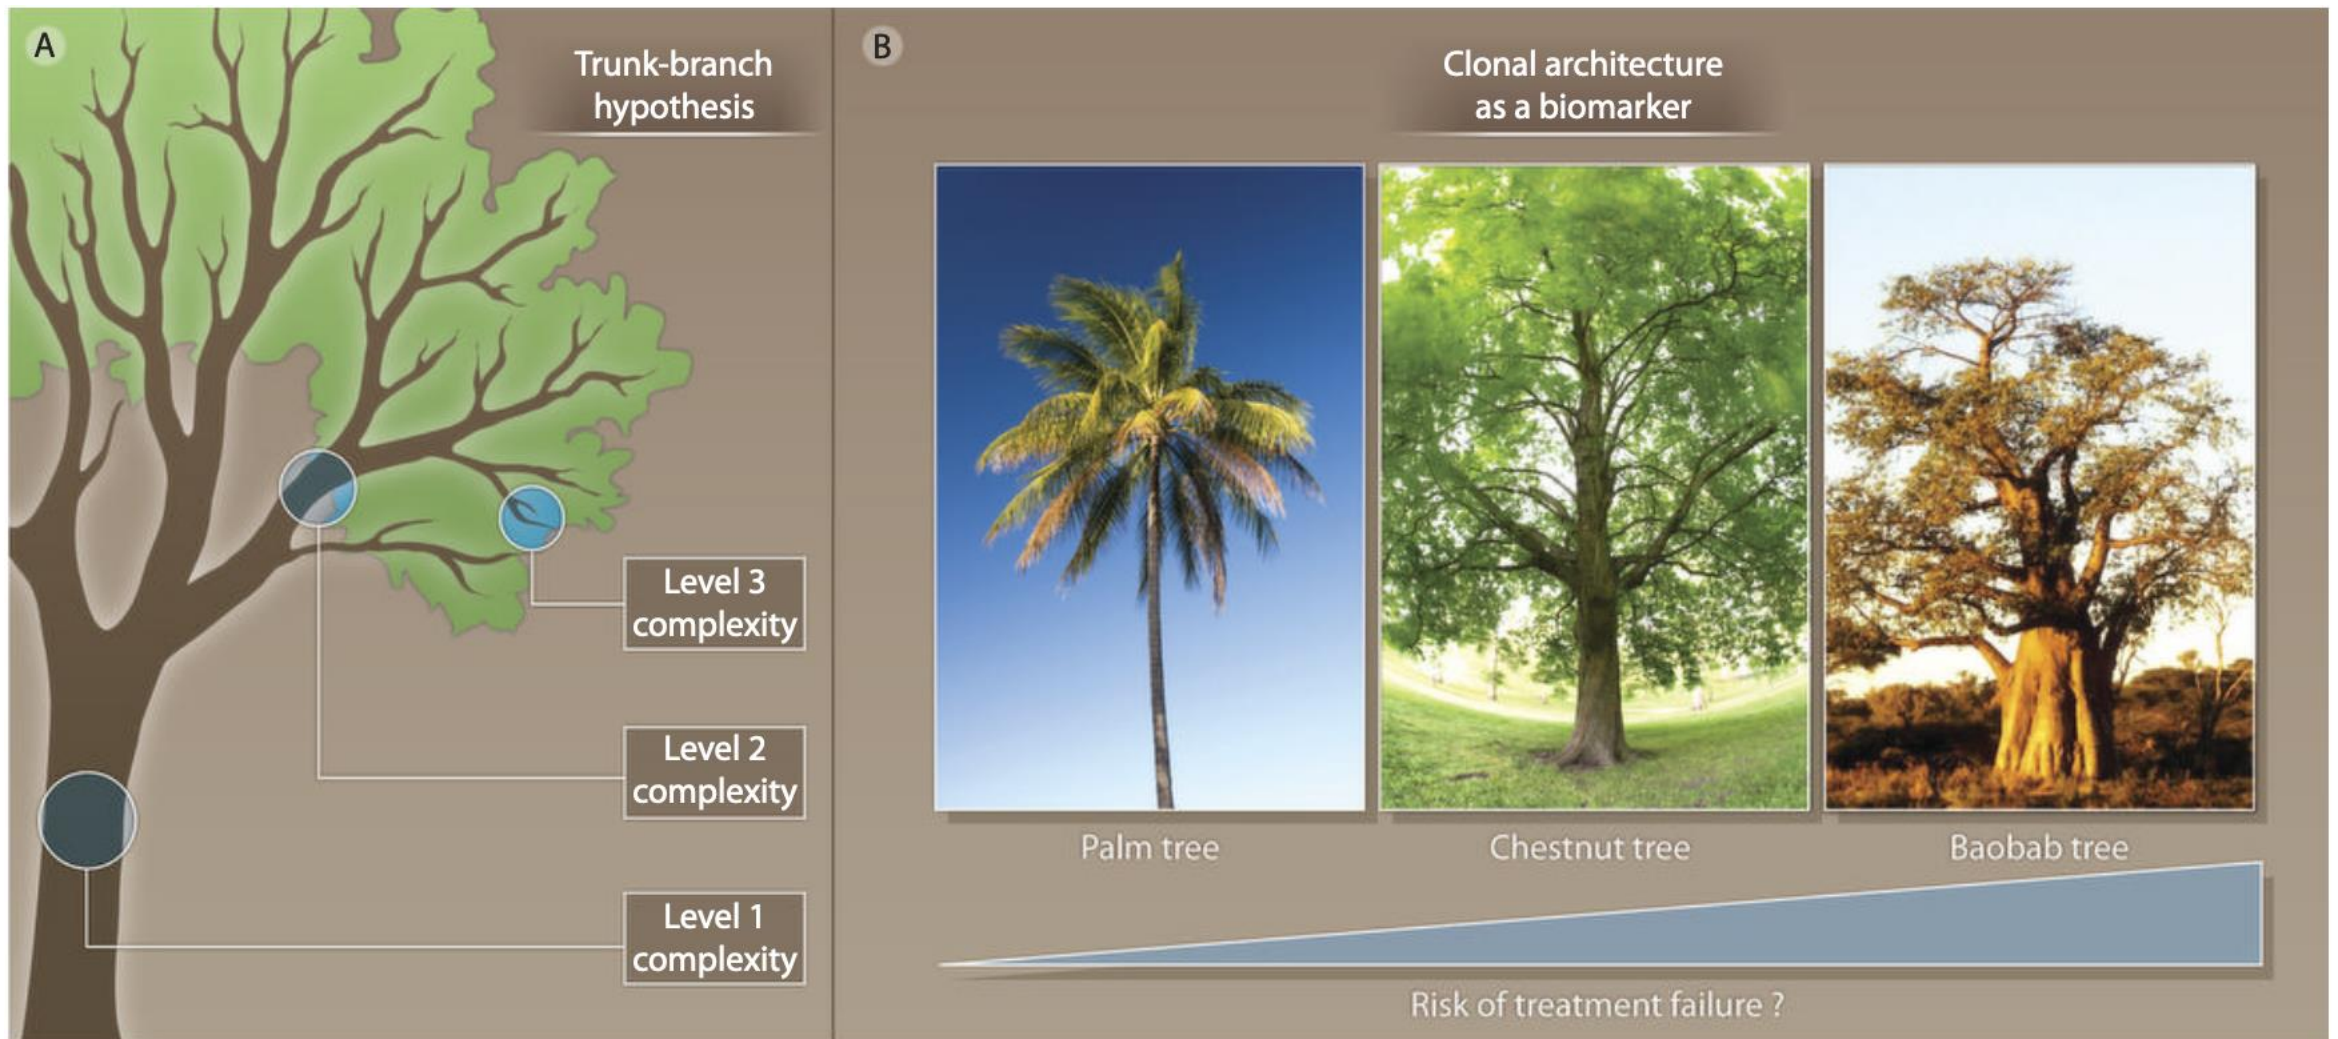 A
Trunk-branch
hypothesis
Level 3
complexity
Level 2
complexity
Level 1
complexity
B
Clonal architecture
as a biomarker
Palm tree
Chestnut tree
Baobab tree
Risk of treatment failure ?